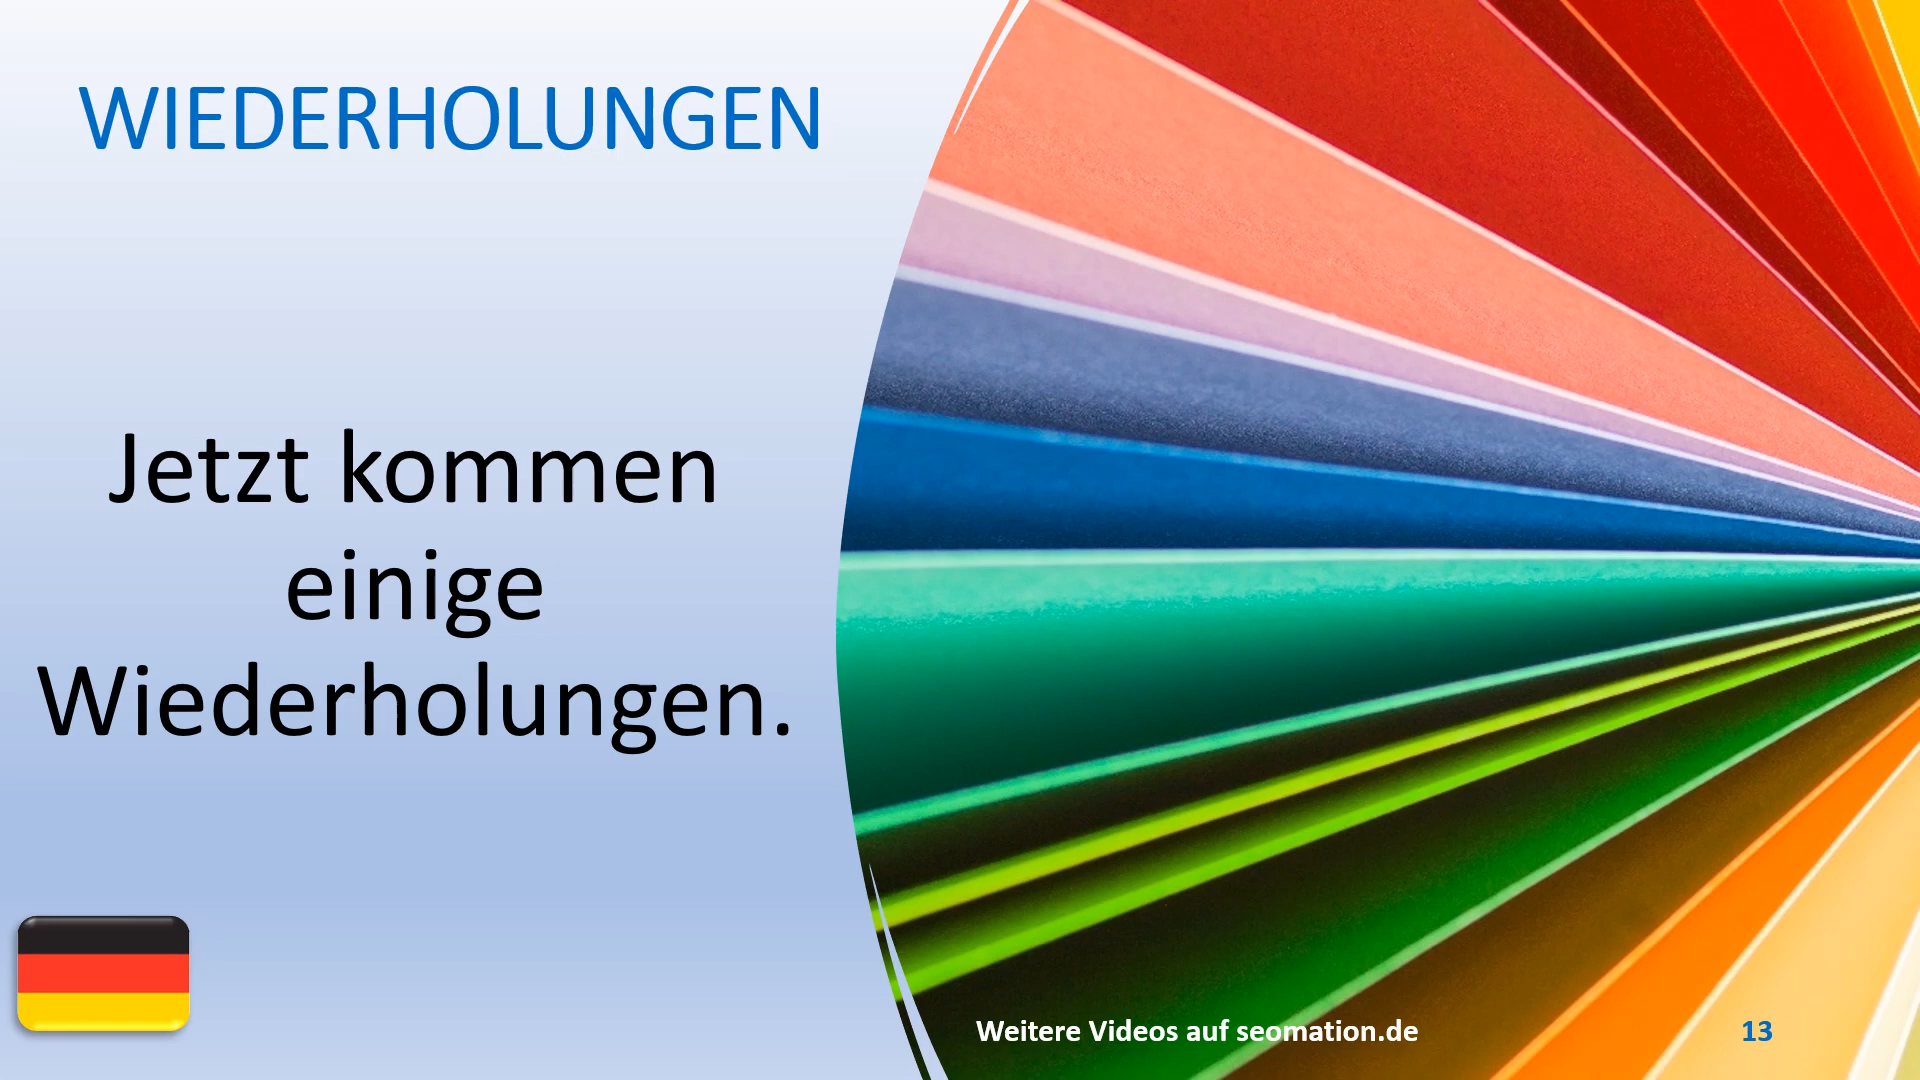 WIEDERHOLUNGEN
Jetzt kommen
einige
Wiederholungen.
Weitere Videos auf seomation.de
13